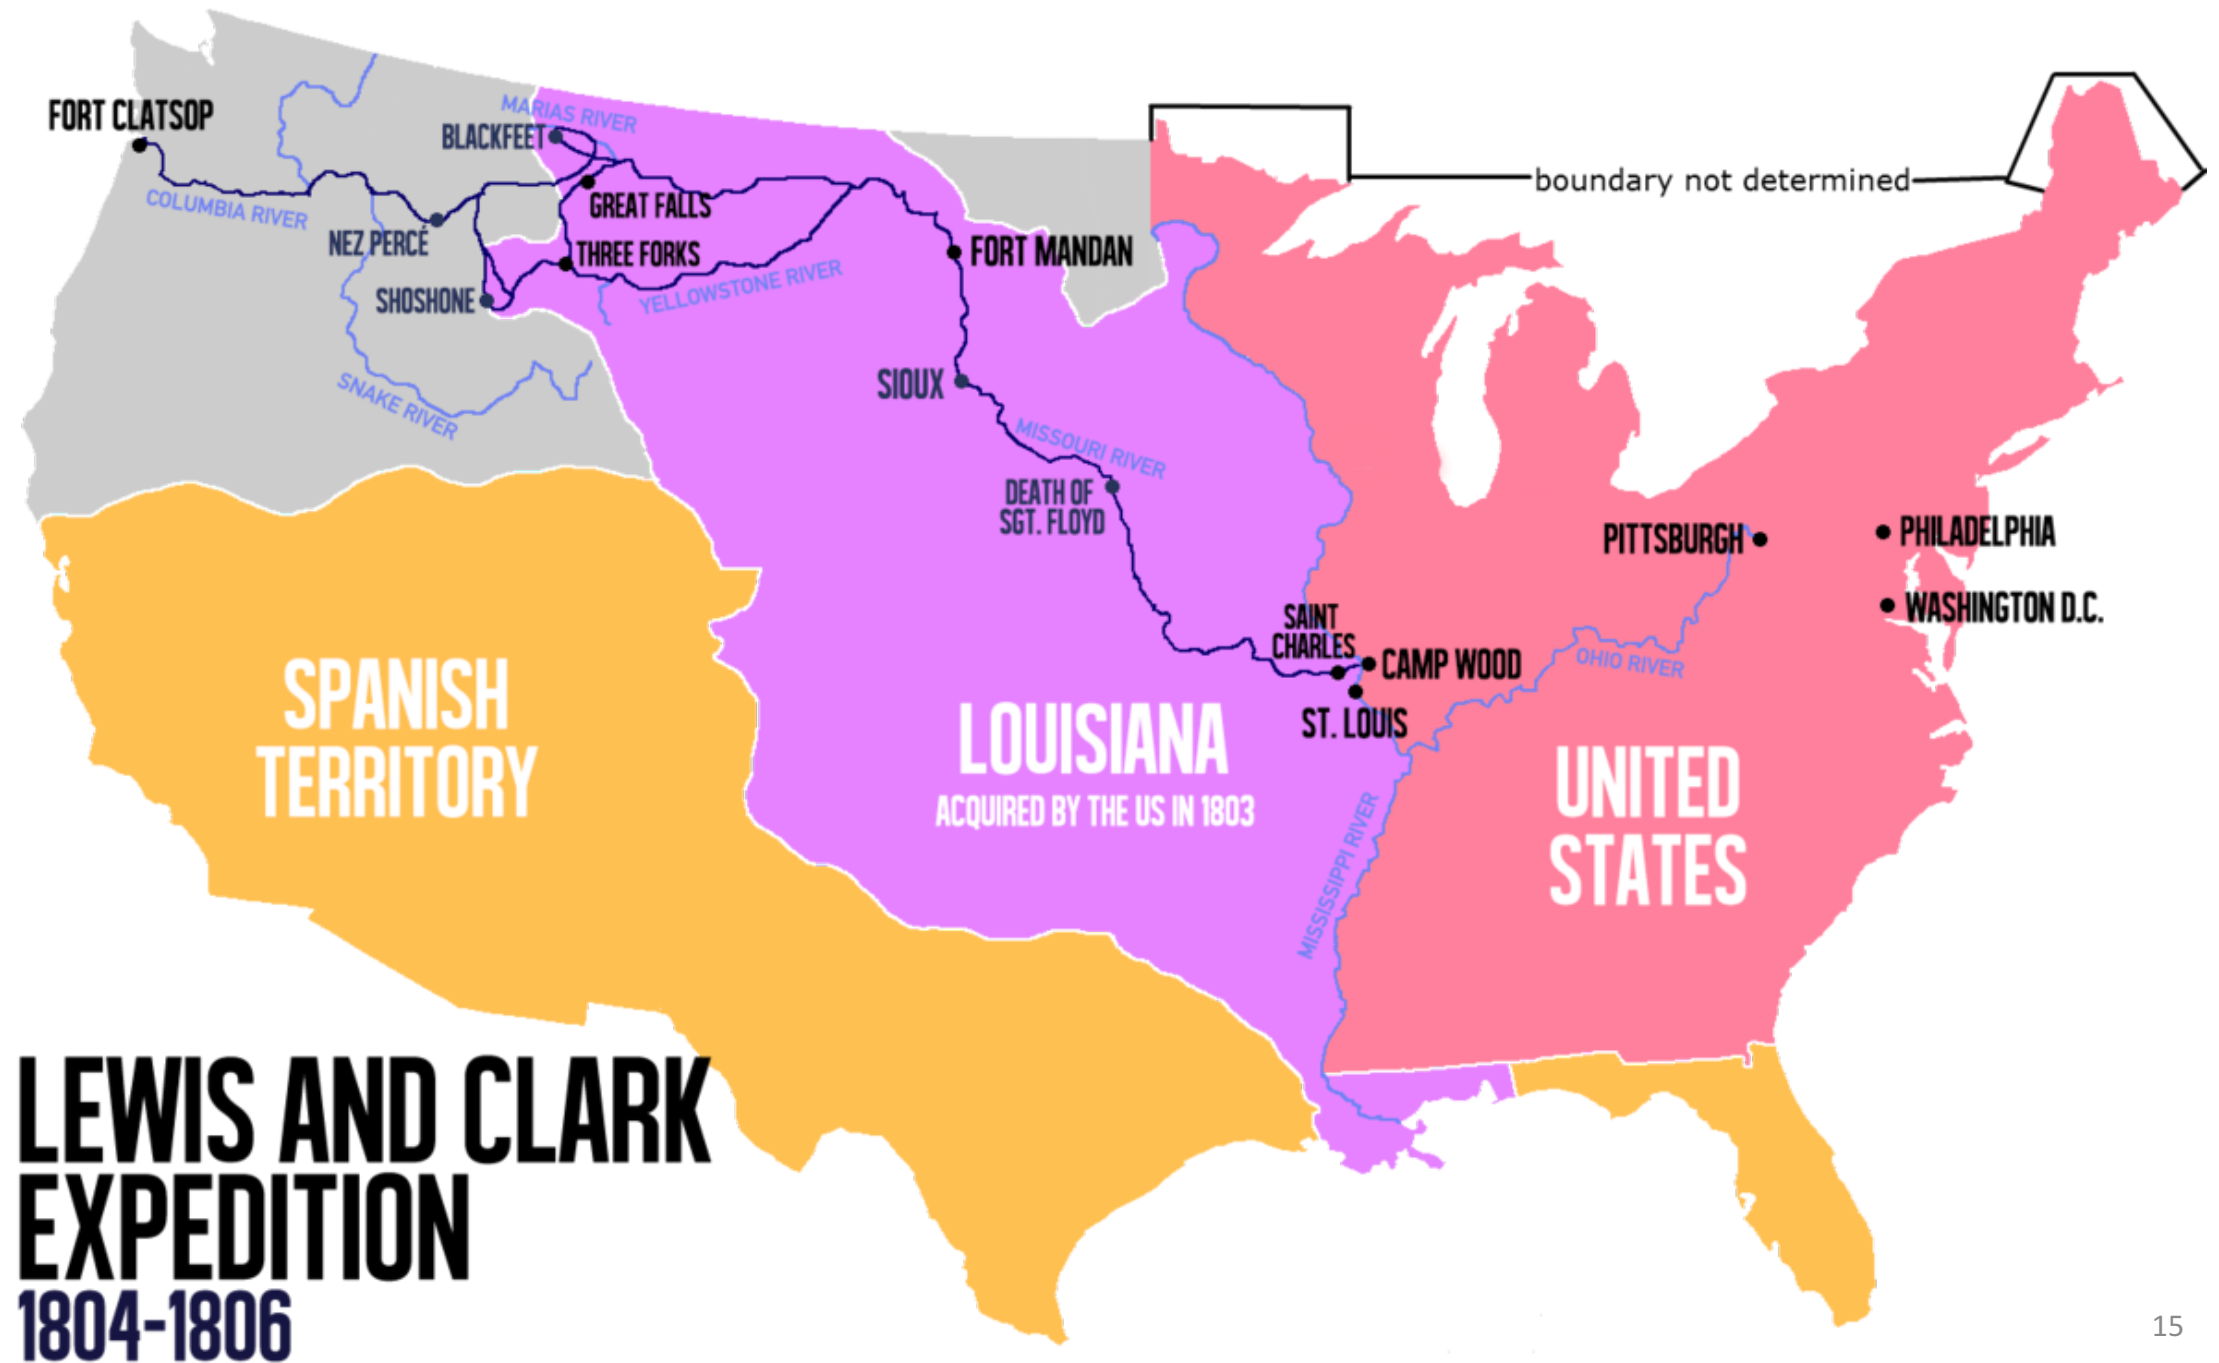 FORT CLATSOP
MARIAS RIVER
BLACKFEET
boundary not determined
COLUMBIA RIVER
GREAT FALLS
NEZ PERCÉ
THREE FORKS
FORT MANDAN
SHOSHONE
YELLOWSTONE RIVER
SIOUX
SNAKE RIVER
MISSOURI RIVER
DEATH OF
SGT. FLOYD
PITTSBURGH
PHILADELPHIA
WASHINGTON D.C.
SAINT
CHARLES
CAMP WOOD
OHIO RIVER
ST. LOUIS
SPANISH
TERRITORY
LOUISIANA
ACQUIRED BY THE US IN 1803
MISSISSIPPI RIVER
UNITED
STATES
LEWIS AND CLARK
EXPEDITION
1804-1806
15